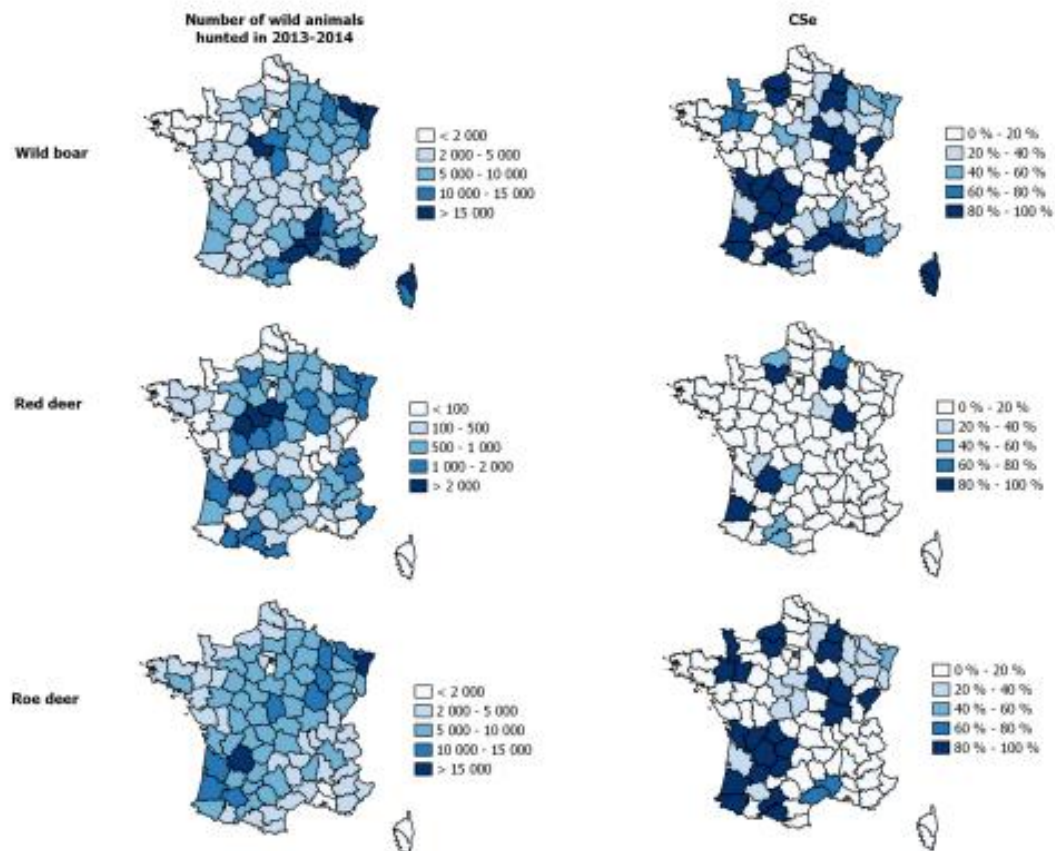 Number of wild animals
hunted in 2013-2014
CSe
Wild boar
< 2 000
2 000 - 5 000
5 000 - 10 000
10 000 - 15 000
> 15 000
0 % - 20 %
20 % - 40 %
40 % - 60 %
60 % - 80 %
80 % - 100 %
Red deer
< 100
100 - 500
500 - 1 000
1 000 - 2 000
> 2 000
0 % - 20 %
20 % - 40 %
40 % - 60 %
60 % - 80 %
80 % - 100 %
Roe deer
< 2 000
2 000 - 5 000
5 000 - 10 000
10 000 - 15 000
> 15 000
0 % - 20 %
20 % - 40 %
40 % - 60 %
60 % - 80 %
80 % - 100 %